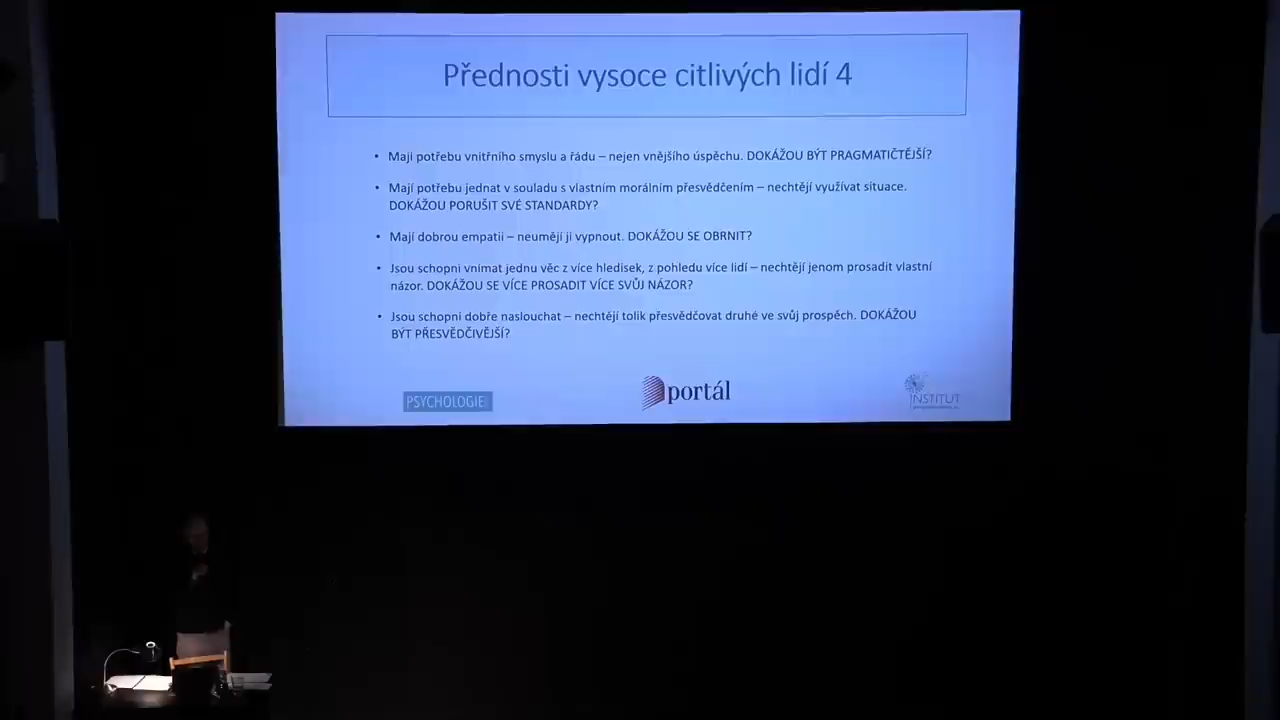 Přednosti vysoce citlivých lidí 4
• Mají potřebu vnitřního smyslu a řádu – nejen vnějšího úspěchu. DOKÁŽOU BÝT PRAGMATIČTĚJŠÍ?
• Mají potřebu jednat v souladu s vlastním morálním přesvědčením – nechtějí využívat situace.
DOKÁŽOU PORUŠIT SVÉ STANDARDY?
• Mají dobrou empatii – neumějí ji vypnout. DOKÁŽOU SE OBRNIT?
• Jsou schopni vnímat jednu věc z více hledisek, z pohledu více lidí – nechtějí jenom prosadit vlastní
názor. DOKÁŽOU SE VÍCE PROSADIT VÍCE SVŮJ NÁZOR?
• Jsou schopni dobře naslouchat – nechtějí tolik přesvědčovat druhé ve svůj prospěch. DOKÁŽOU
BÝT PŘESVĚDČIVĚJŠÍ?
PSYCHOLOGIE
portál
INSTITUT